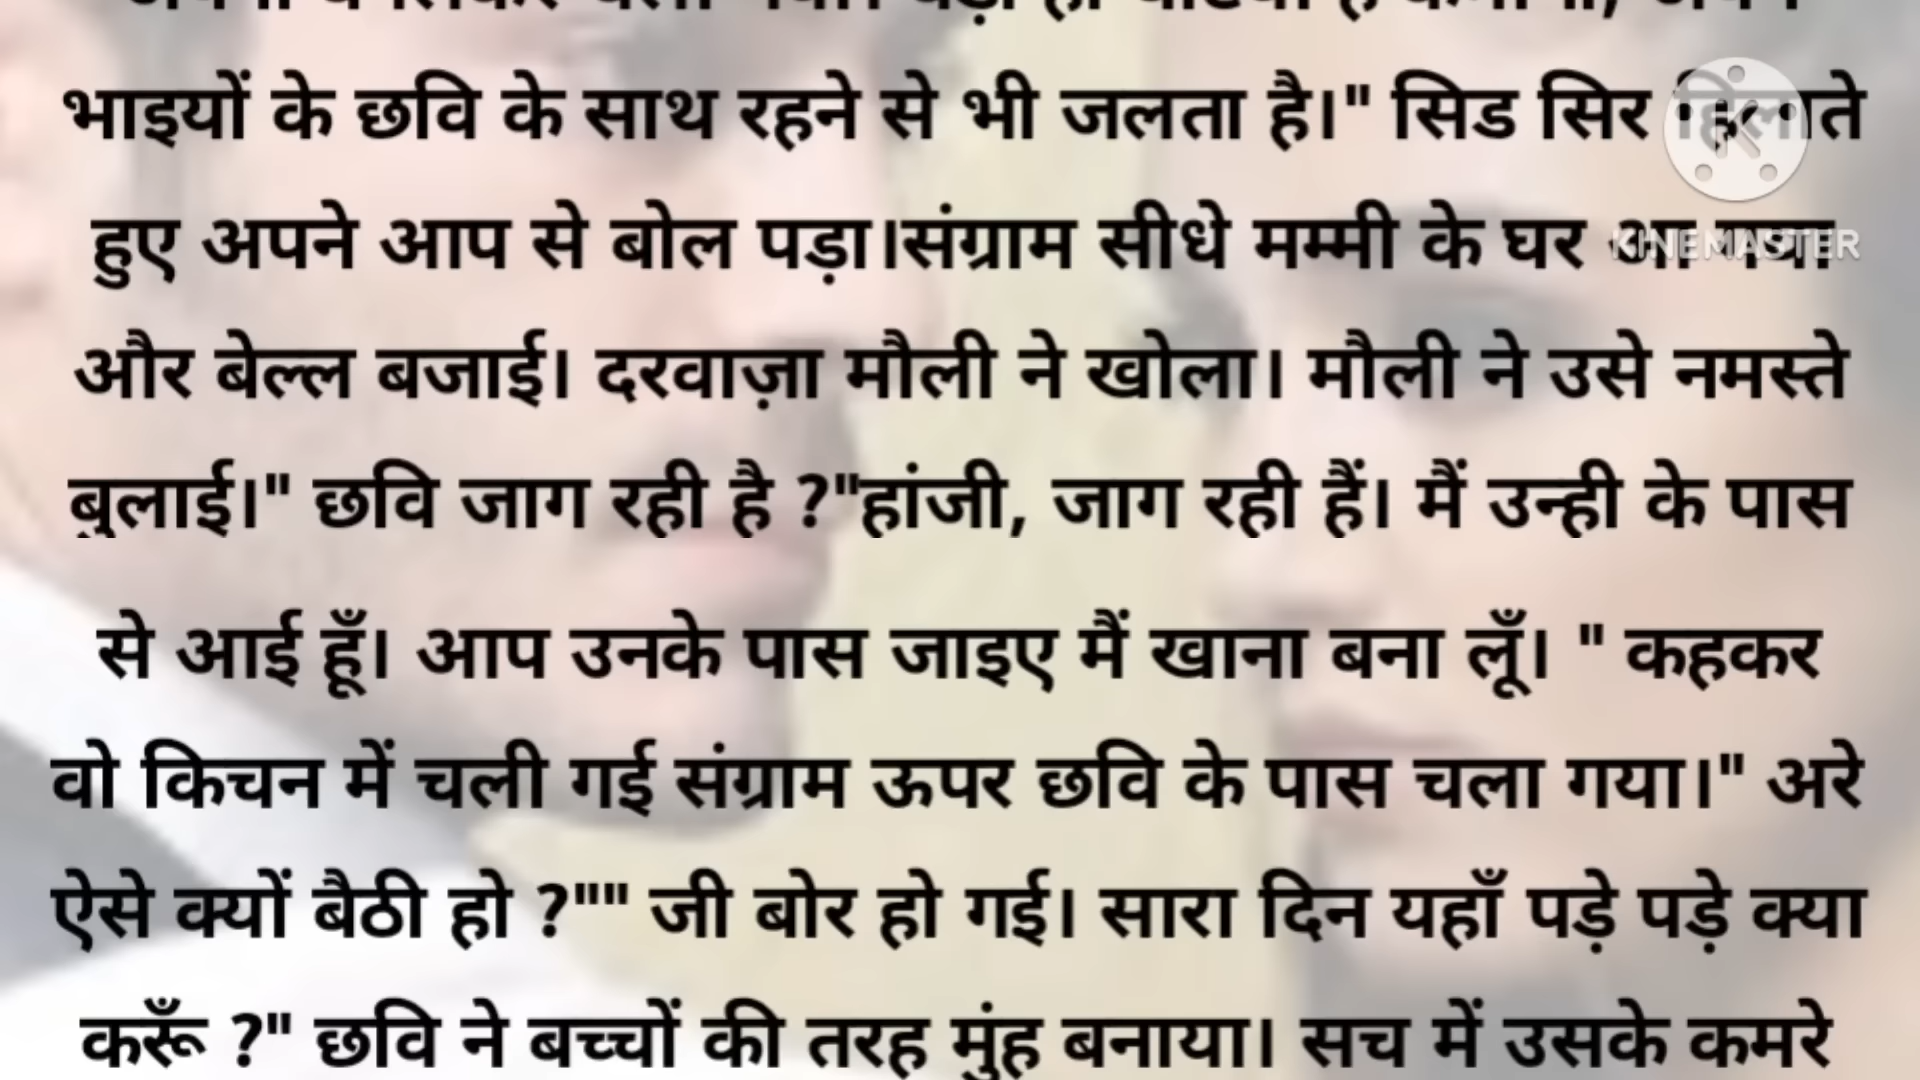 भाइयों के छवि के साथ रहने से भी जलता है।" सिड सिर हिलाते
हुए अपने आप से बोल पड़ा।संग्राम सीधे मम्मी के घर आ गया
KINEMASTER
और बेल्ल बजाई। दरवाज़ा मौली ने खोला। मौली ने उसे नमस्ते
बुलाई।" छवि जाग रही है ?"हांजी, जाग रही हैं। मैं उन्ही के पास
से आई हूँ। आप उनके पास जाइए मैं खाना बना लूँ। " कहकर
वो किचन में चली गई संग्राम ऊपर छवि के पास चला गया।" अरे
ऐसे क्यों बैठी हो ?"" जी बोर हो गई। सारा दिन यहाँ पड़े पड़े क्या
करूँ ?" छवि ने बच्चों की तरह मुंह बनाया। सच में उसके कमरे